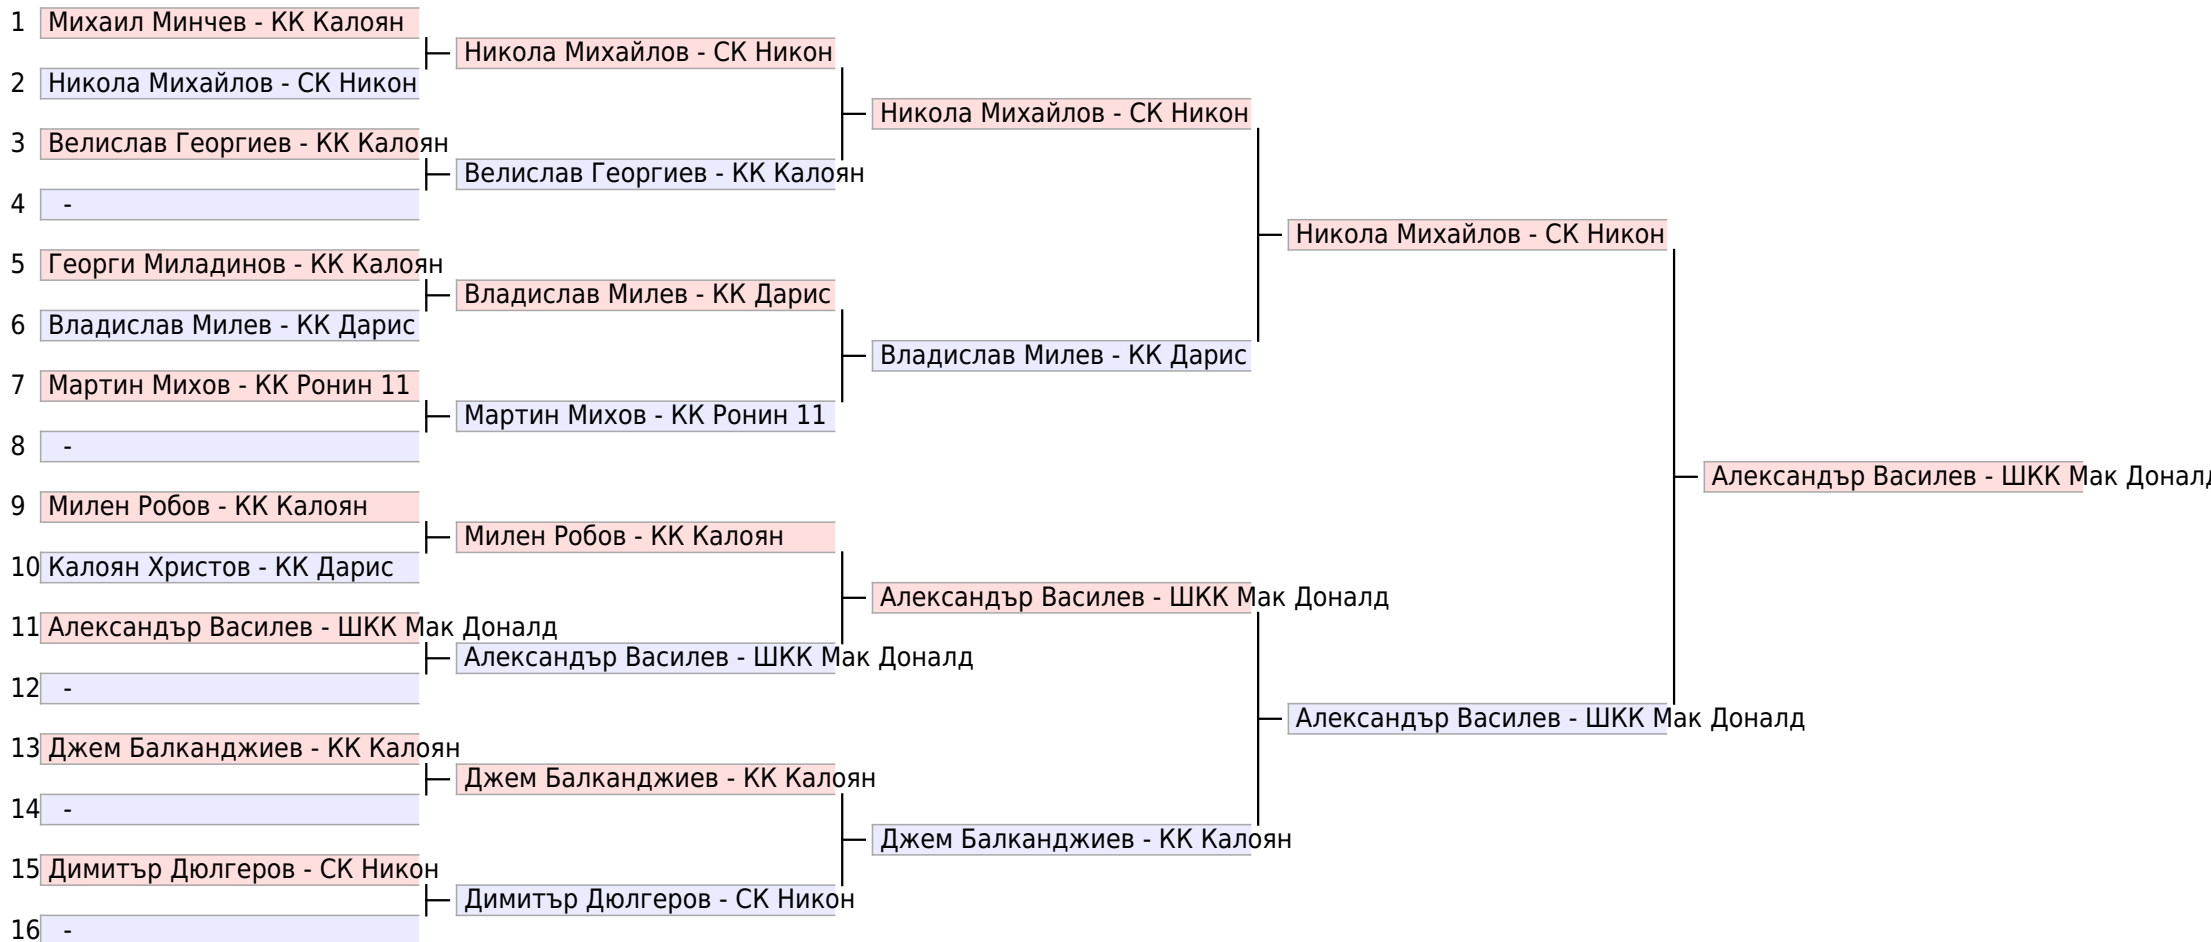 1 Михаил Минчев - КК Калоян
2 Никола Михайлов - СК Никон
3 Велислав Георгиев - КК Калоян
4 -
5 Георги Миладинов - КК Калоян
6 Владислав Милев - КК Дарис
7 Мартин Михов - КК Ронин 11
8 -
9 Милен Робов - КК Калоян
10 Калоян Христов - КК Дарис
11 Александър Василев - ШКК Мак Доналд
12 -
13 Джем Балканджиев - КК Калоян
14 -
15 Димитър Дюлгеров - СК Никон
16 -
Никола Михайлов - СК Никон
Велислав Георгиев - КК Калоян
Владислав Милев - КК Дарис
Мартин Михов - КК Ронин 11
Милен Робов - КК Калоян
Александър Василев - ШКК Мак Доналд
Джем Балканджиев - КК Калоян
Димитър Дюлгеров - СК Никон
Никола Михайлов - СК Никон
Владислав Милев - КК Дарис
Александър Василев - ШКК Мак Доналд
Джем Балканджиев - КК Калоян
Никола Михайлов - СК Никон
Александър Василев - ШКК Мак Доналд
Александър Василев - ШКК Мак Доналд